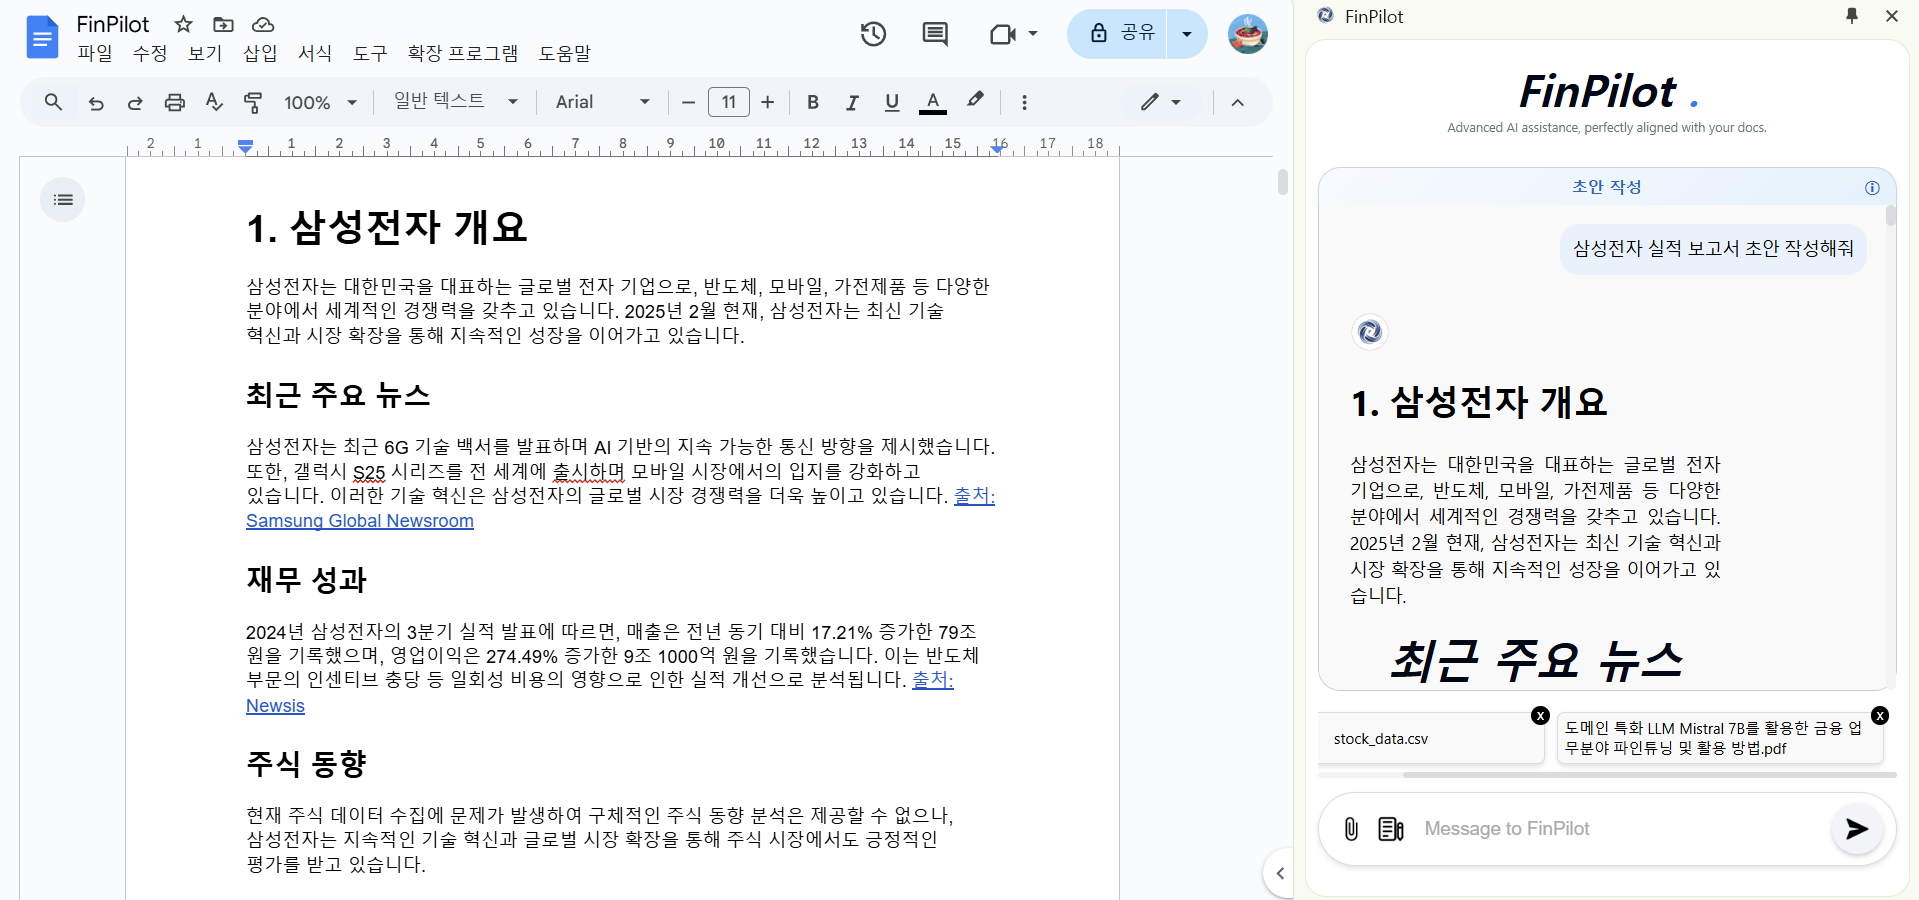 FinPilot
파일 수정 보기 삽입 서식 도구 확장 프로그램 도움말
공유
100% 일반 텍스트 Arial 11 B I U A
2 1 1 2 3 4 5 6 7 8 9 10 11 12 13 14 15 16 17 18
1. 삼성전자 개요
삼성전자는 대한민국을 대표하는 글로벌 전자 기업으로, 반도체, 모바일, 가전제품 등 다양한
분야에서 세계적인 경쟁력을 갖추고 있습니다. 2025년 2월 현재, 삼성전자는 최신 기술
혁신과 시장 확장을 통해 지속적인 성장을 이어가고 있습니다.
최근 주요 뉴스
삼성전자는 최근 6G 기술 백서를 발표하며 AI 기반의 지속 가능한 통신 방향을 제시했습니다.
또한, 갤럭시 S25 시리즈를 전 세계에 출시하며 모바일 시장에서의 입지를 강화하고
있습니다. 이러한 기술 혁신은 삼성전자의 글로벌 시장 경쟁력을 더욱 높이고 있습니다. 출처:
Samsung Global Newsroom
재무 성과
2024년 삼성전자의 3분기 실적 발표에 따르면, 매출은 전년 동기 대비 17.21% 증가한 79조
원을 기록했으며, 영업이익은 274.49% 증가한 9조 1000억 원을 기록했습니다. 이는 반도체
부문의 인센티브 충당 등 일회성 비용의 영향으로 인한 실적 개선으로 분석됩니다. 출처:
Newsis
주식 동향
현재 주식 데이터 수집에 문제가 발생하여 구체적인 주식 동향 분석은 제공할 수 없으나,
삼성전자는 지속적인 기술 혁신과 글로벌 시장 확장을 통해 주식 시장에서도 긍정적인
평가를 받고 있습니다.
FinPilot
FinPilot .
Advanced AI assistance, perfectly aligned with your docs.
초안 작성
삼성전자 실적 보고서 초안 작성해줘
1. 삼성전자 개요
삼성전자는 대한민국을 대표하는 글로벌 전자
기업으로, 반도체, 모바일, 가전제품 등 다양한
분야에서 세계적인 경쟁력을 갖추고 있습니다.
2025년 2월 현재, 삼성전자는 최신 기술 혁신과
시장 확장을 통해 지속적인 성장을 이어가고 있
습니다.
최근 주요 뉴스
stock_data.csv
x
도메인 특화 LLM Mistral 7B를 활용한 금융 업
무분야 파인튜닝 및 활용 방법.pdf
x
Message to FinPilot